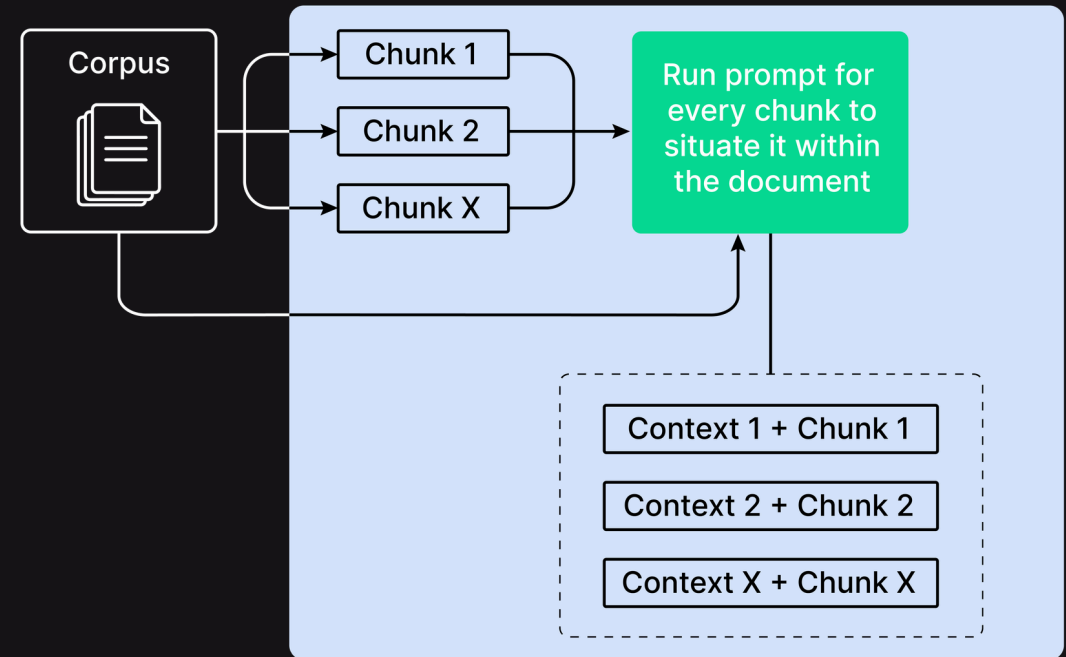 Corpus
Chunk 1
Chunk 2
Chunk X
Run prompt for
every chunk to
situate it within
the document
Context 1 + Chunk 1
Context 2 + Chunk 2
Context X + Chunk X